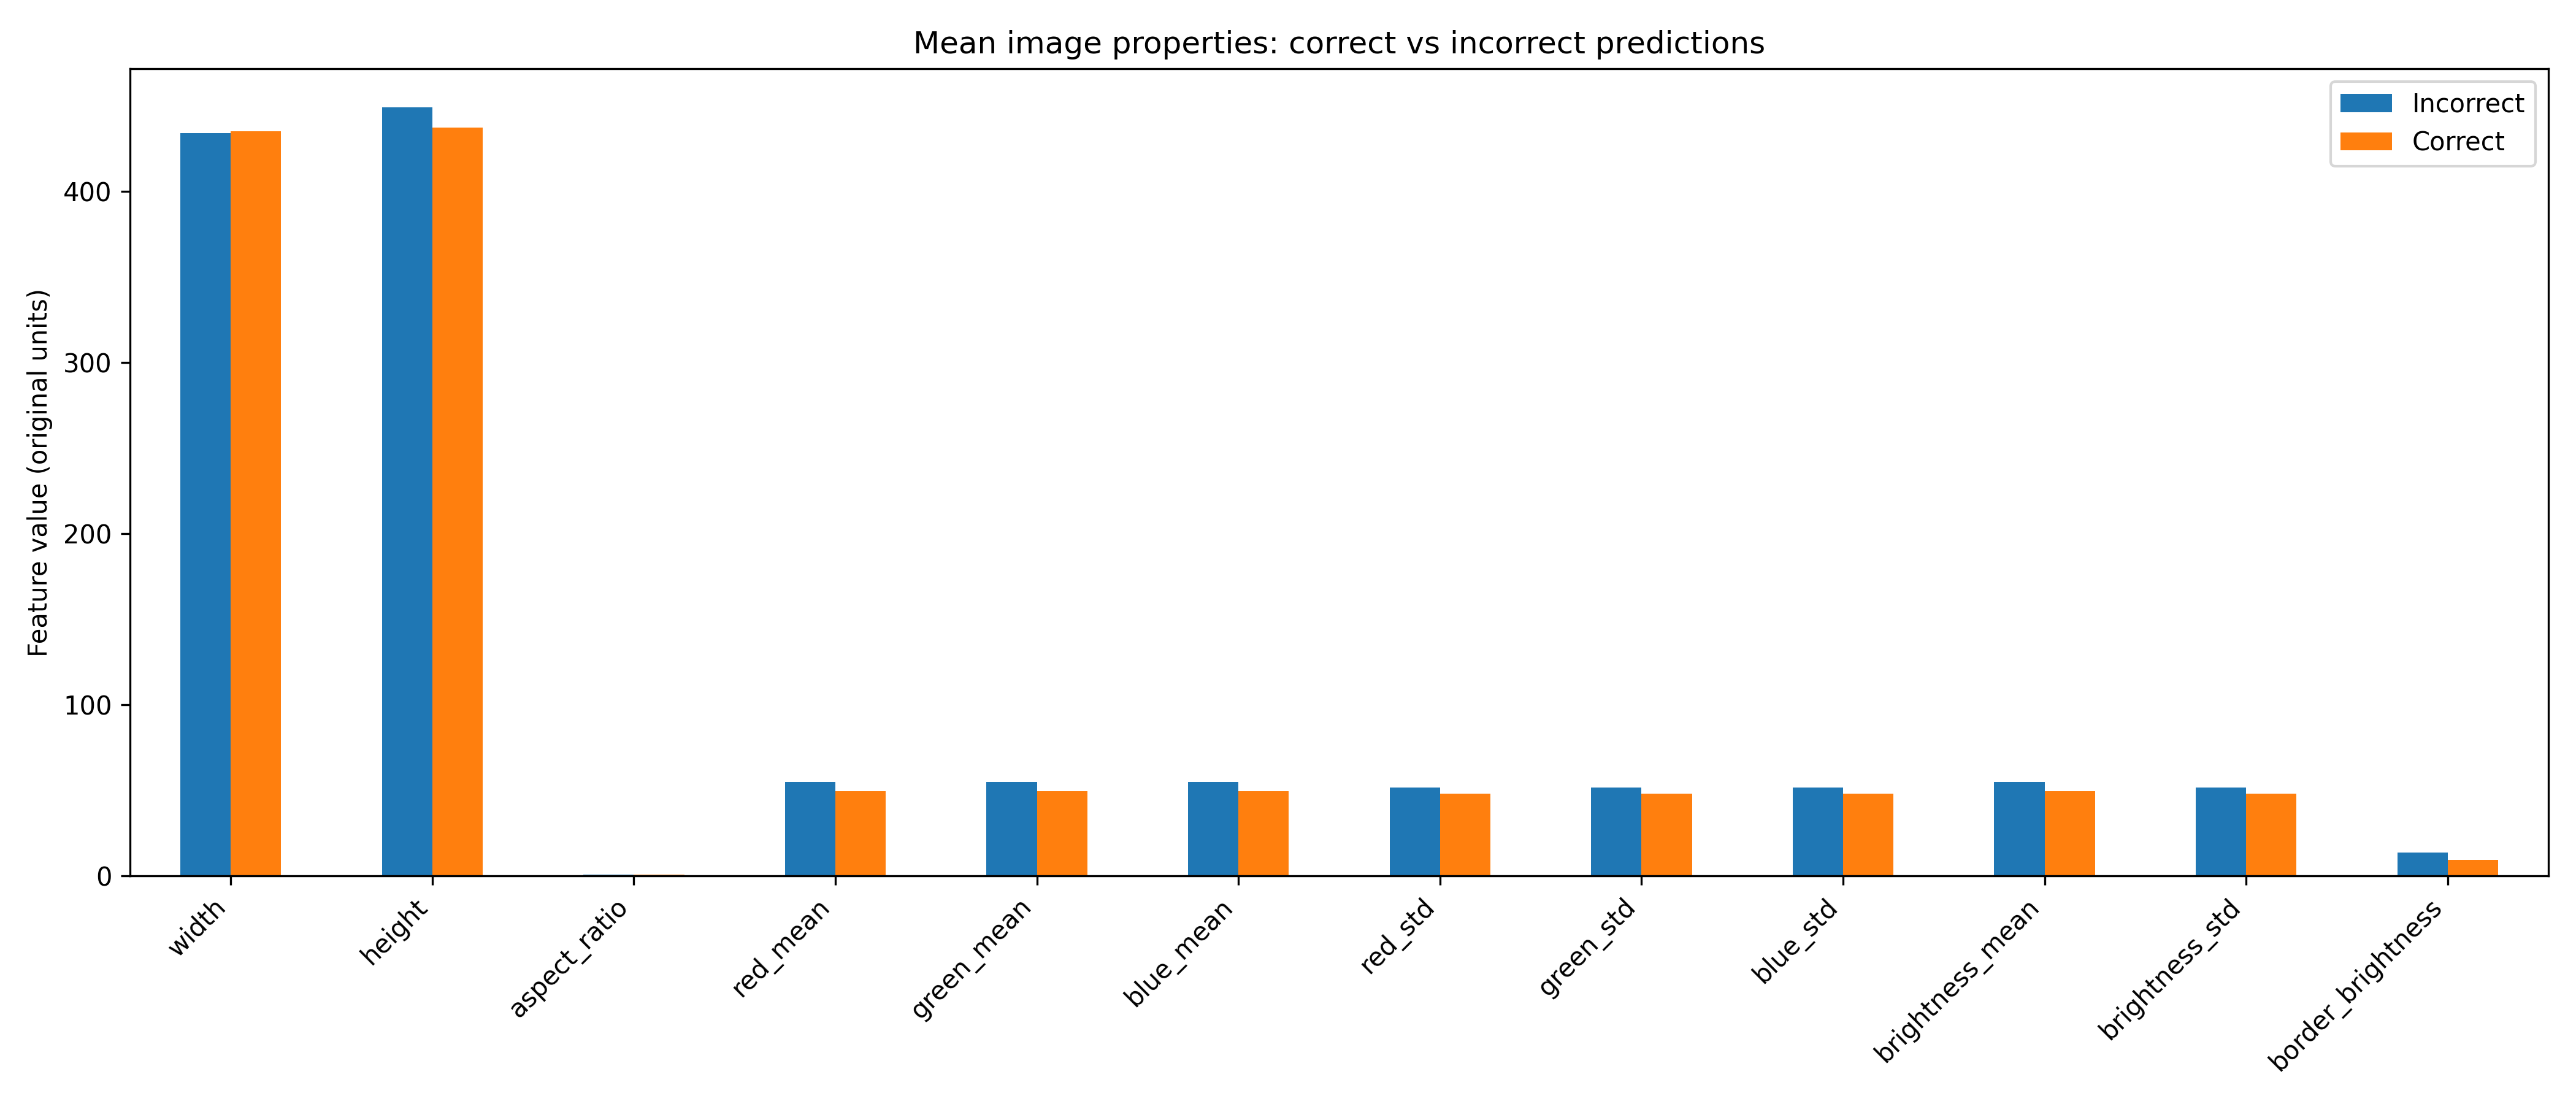 Mean image properties: correct vs incorrect predictions
Incorrect
Correct
Feature value (original units)
400
300
200
100
0
width
height
aspect_ratio
red_mean
green_mean
blue_mean
red_std
green_std
blue_std
brightness_mean
brightness_std
border_brightness